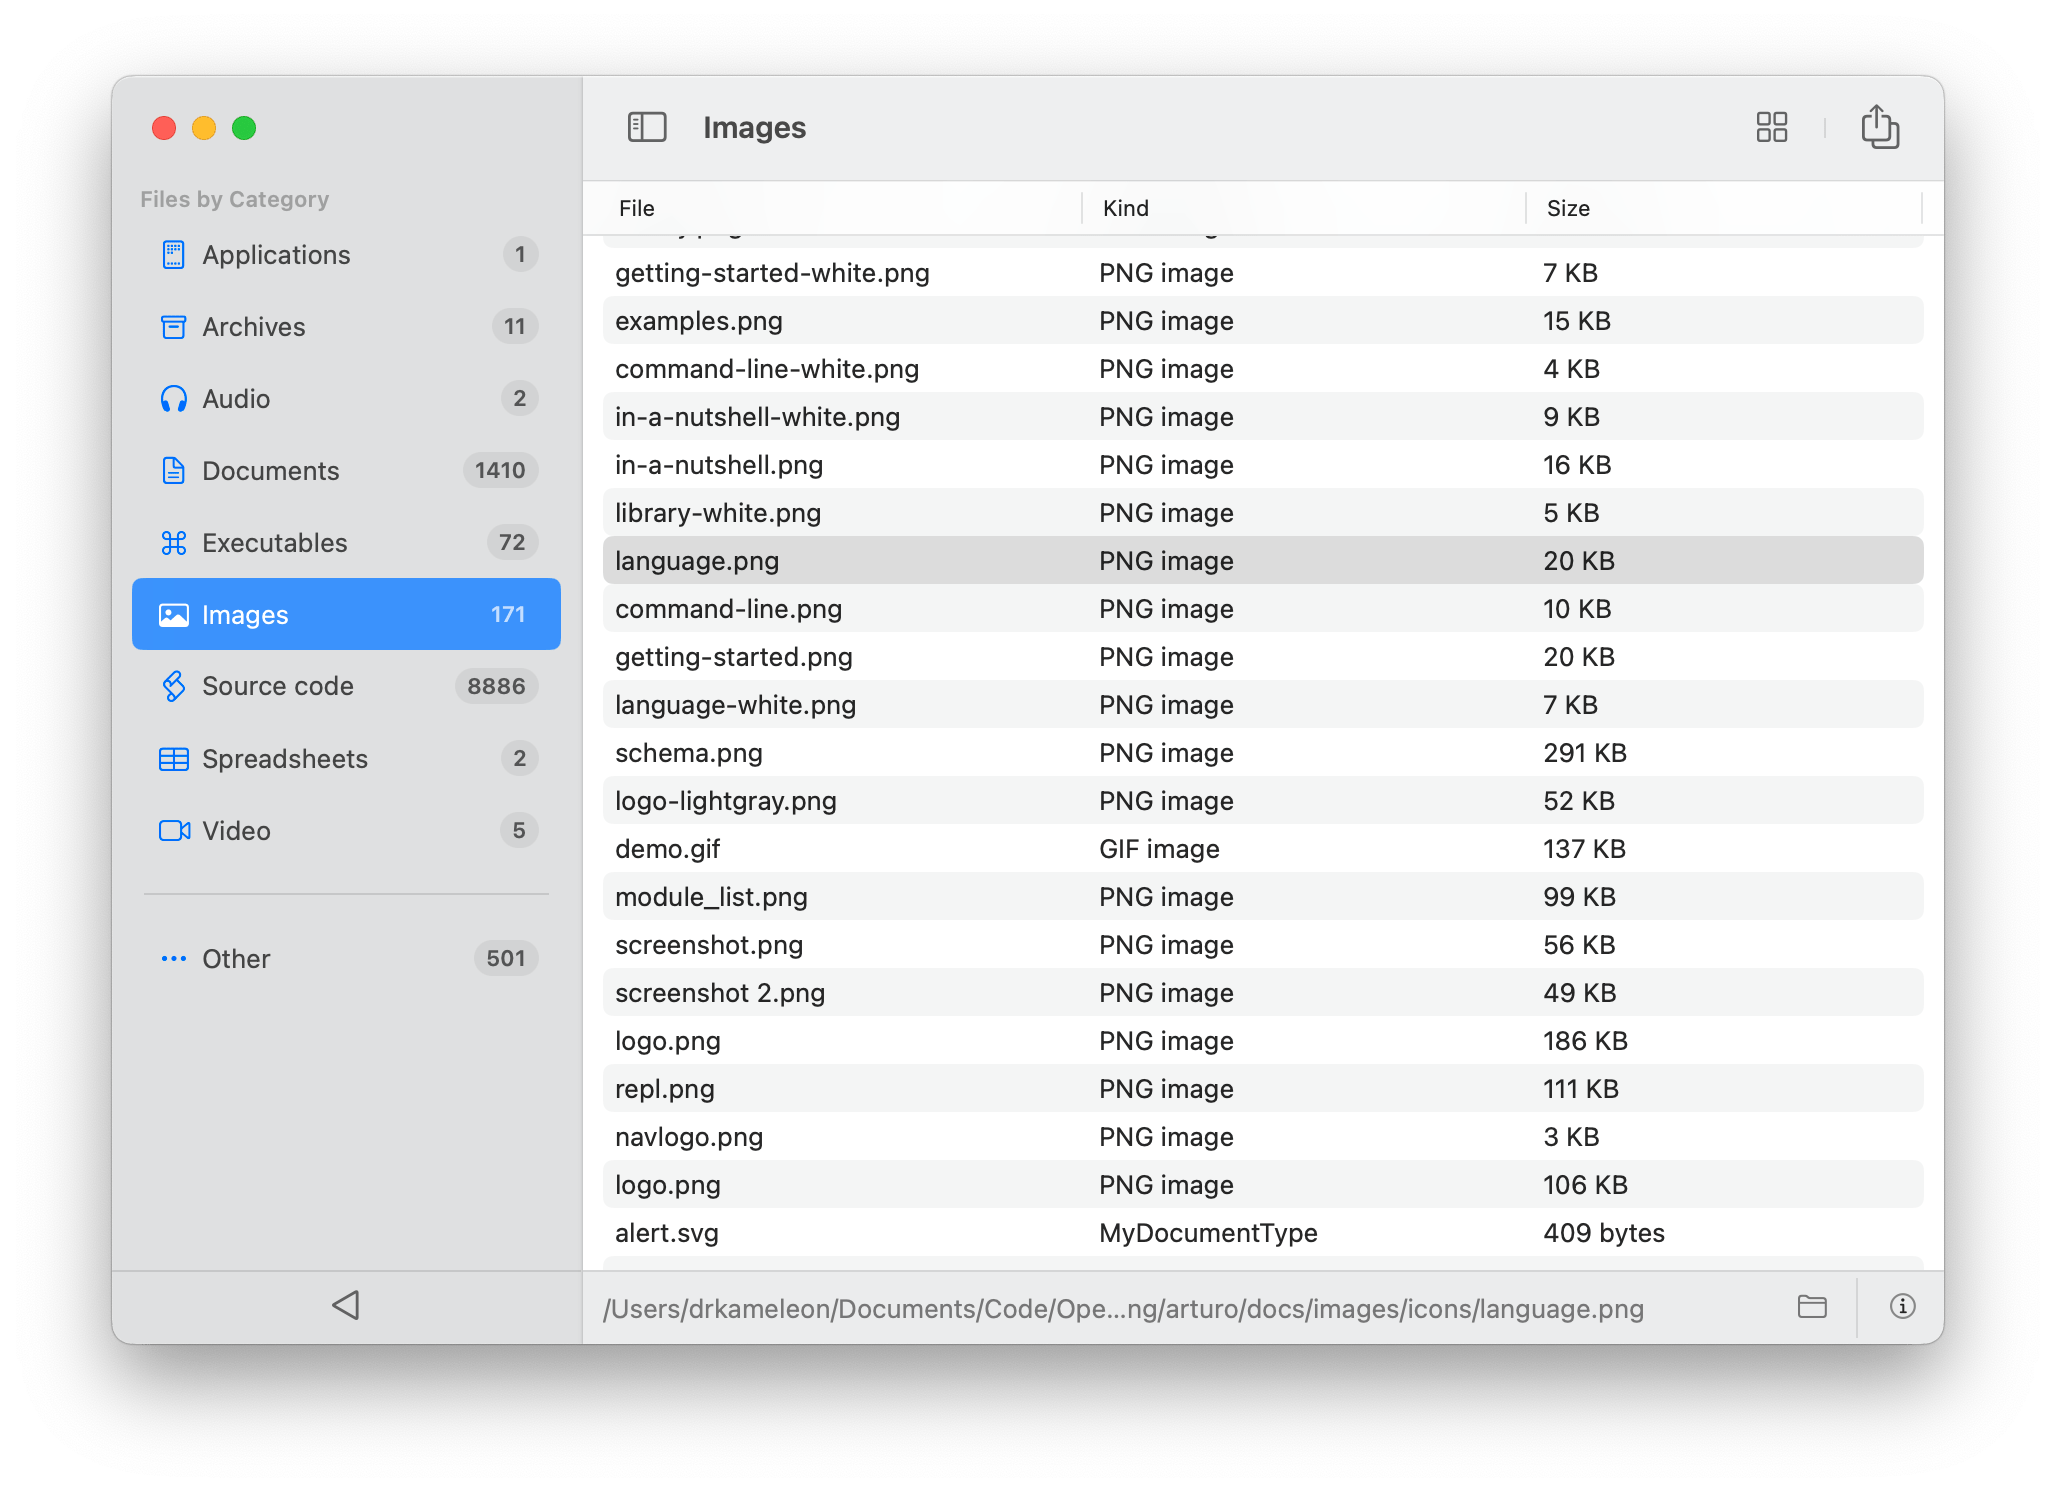 Images
Files by Category
Applications 1
Archives 11
Audio 2
Documents 1410
Executables 72
Images 171
Source code 8886
Spreadsheets 2
Video 5
Other 501
File Kind Size
getting-started-white.png PNG image 7 KB
examples.png PNG image 15 KB
command-line-white.png PNG image 4 KB
in-a-nutshell-white.png PNG image 9 KB
in-a-nutshell.png PNG image 16 KB
library-white.png PNG image 5 KB
language.png PNG image 20 KB
command-line.png PNG image 10 KB
getting-started.png PNG image 20 KB
language-white.png PNG image 7 KB
schema.png PNG image 291 KB
logo-lightgray.png PNG image 52 KB
demo.gif GIF image 137 KB
module_list.png PNG image 99 KB
screenshot.png PNG image 56 KB
screenshot 2.png PNG image 49 KB
logo.png PNG image 186 KB
repl.png PNG image 111 KB
navlogo.png PNG image 3 KB
logo.png PNG image 106 KB
alert.svg MyDocumentType 409 bytes
/Users/drkameleon/Documents/Code/Ope...ng/arturo/docs/images/icons/language.png